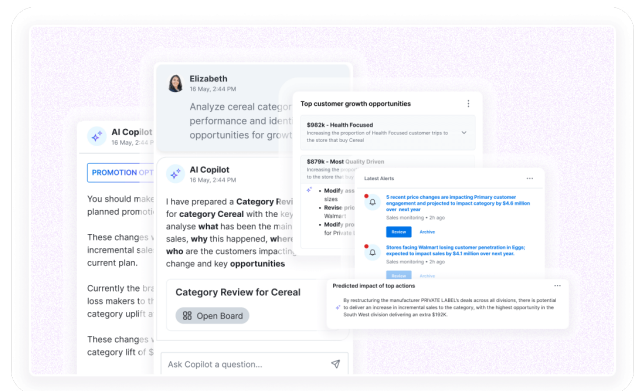 Elizabeth
16 May, 2:44 PM
Analyze cereal categor
performance and ident
opportunities for growt
AI Copilot
16 May, 2:44 PM
PROMOTION OPT
You should make
planned promotio
These changes
incremental sale
current plan.
Currently the bra
loss makers to th
category uplift a
These changes
category lift of $
AI Copilot
16 May, 2:44 PM
I have prepared a Category Revi
for category Cereal with the key
analyse what has been the main
sales, why this happened, where
who are the customers impacting
change and key opportunities
Category Review for Cereal
Open Board
Ask Copilot a question...
Top customer growth opportunities
$982k - Health Focused
Increasing the proportion of Health Focused customer trips to
the store that buy Cereal
$879k - Most Quality Driven
Increasing the
to the store that
Modify
sizes
Revise
Walmart
Modify
for Private
Latest Alerts
5 recent price changes are impacting Primary customer
engagement and projected to impact category by $4.6 million
over next year
Sales monitoring • 2h ago
Review Archive
Stores facing Walmart losing customer penetration in Eggs;
expected to impact sales by $4.1 million over next year.
Sales monitoring • 2h ago
Review Archive
Predicted impact of top actions
By restructuring the manufacturer PRIVATE LABEL's deals across all divisions, there is potential
to deliver an increase in incremental sales to the category, with the highest opportunity in the
South West division delivering an extra $192K.